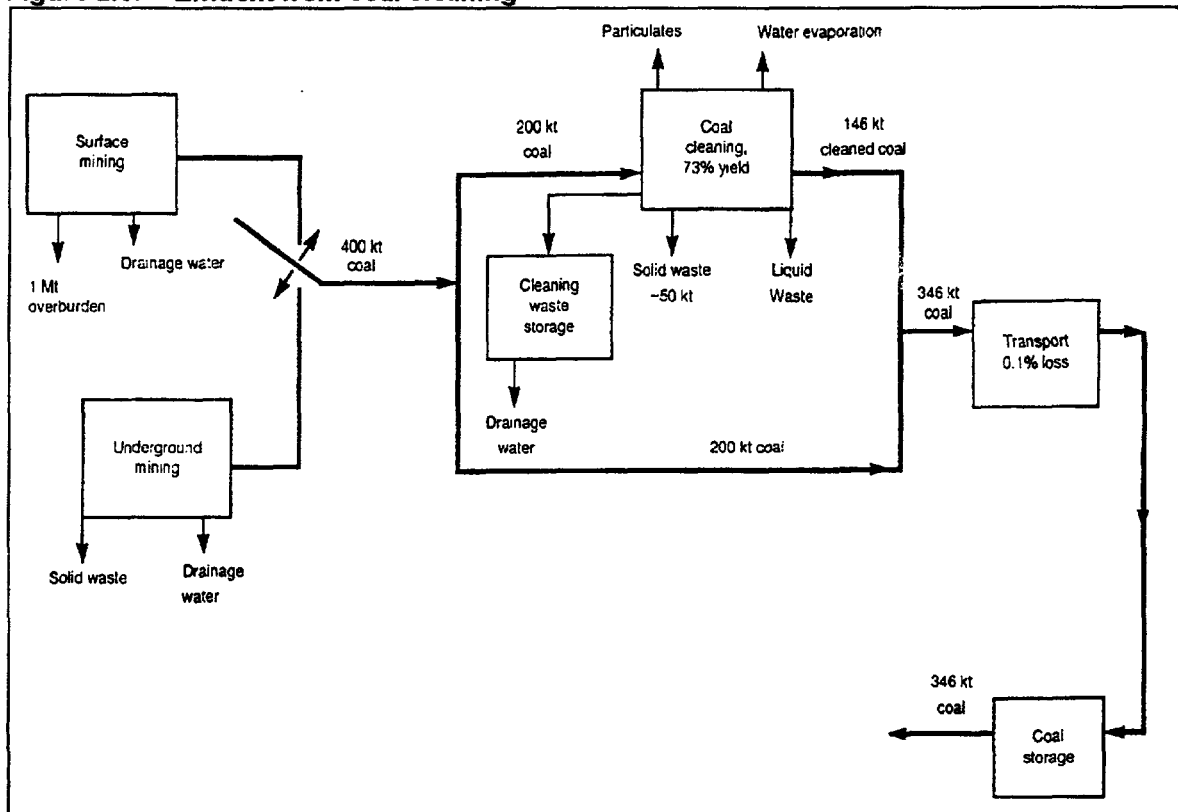 Particulates
Water evaporation
Surface
mining
200 kt
coal
Coal
cleaning,
73% yield
146 kt
cleaned coal
1 Mt
overburden
Drainage water
400 kt
coal
Cleaning
waste
storage
Solid waste
~50 kt
Liquid
Waste
346 kt
coal
Transport
0.1% loss
Drainage
water
200 kt coal
Underground
mining
Solid waste
Drainage
water
346 kt
coal
Coal
storage